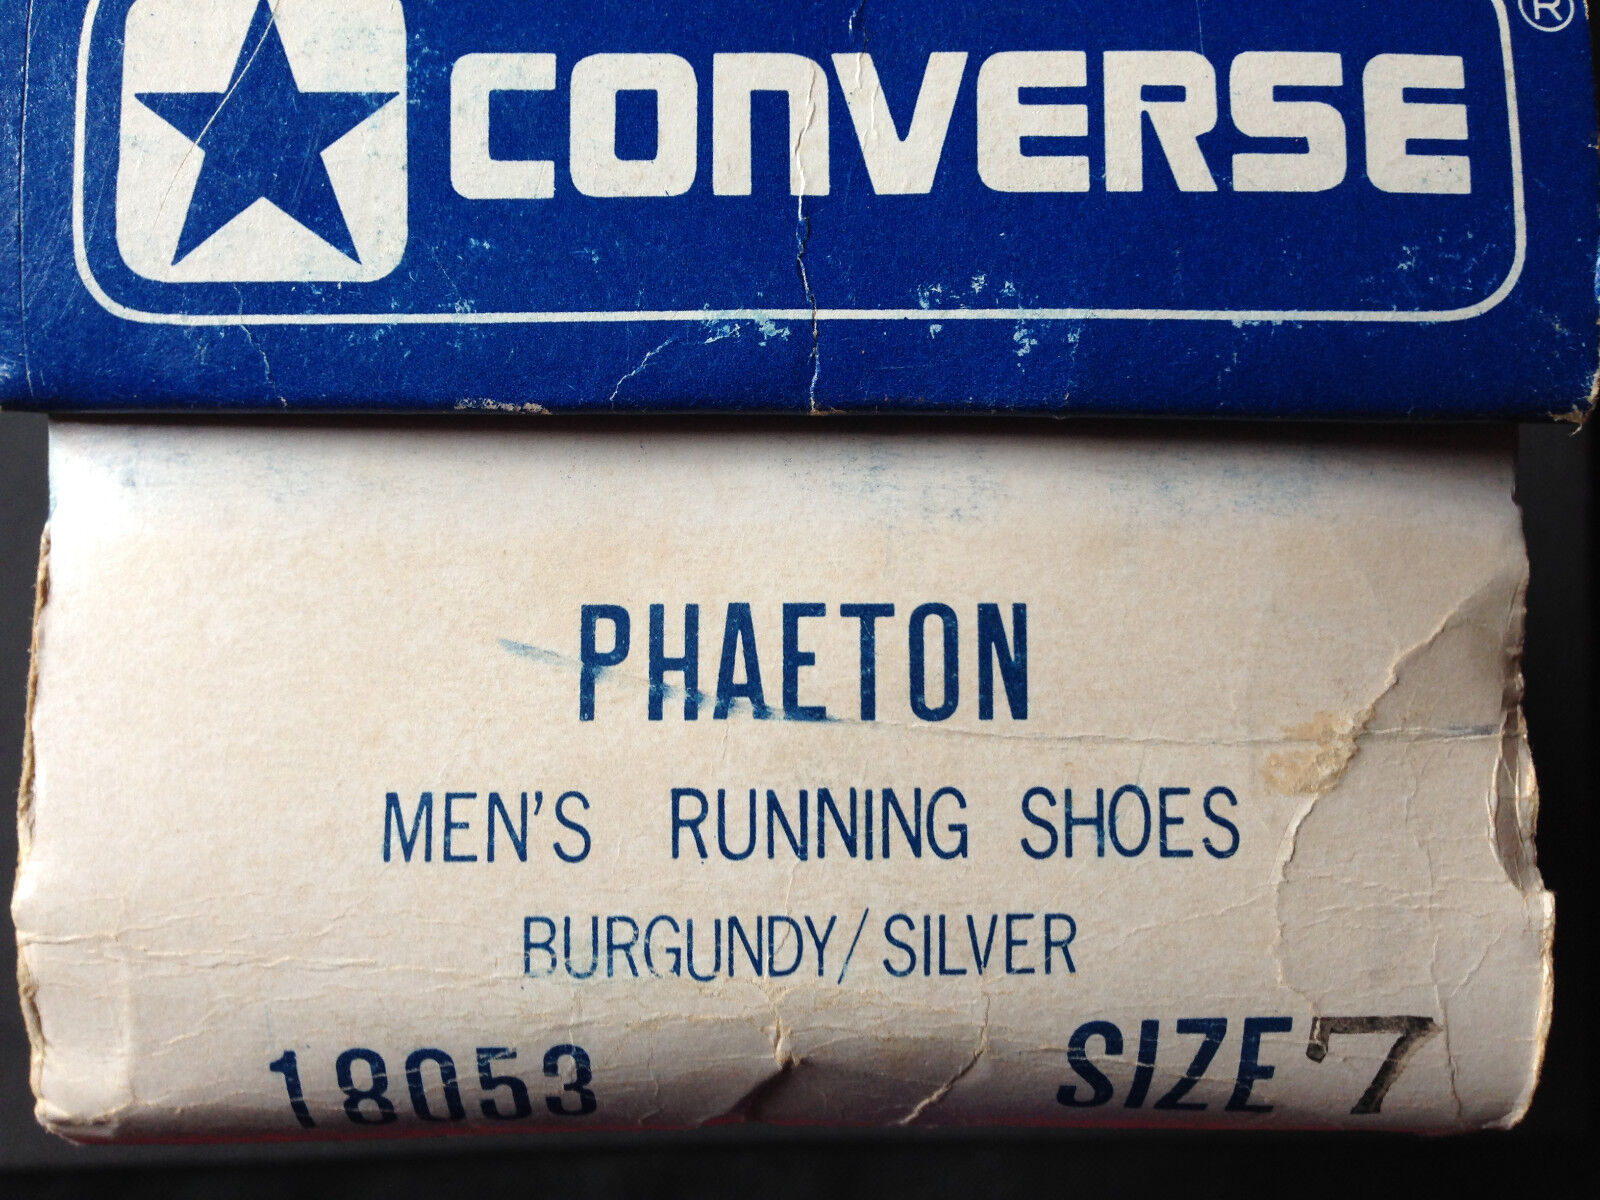 CONVERSE ®
PHAETON
MEN'S RUNNING SHOES
BURGUNDY/SILVER
18053 SIZE 7